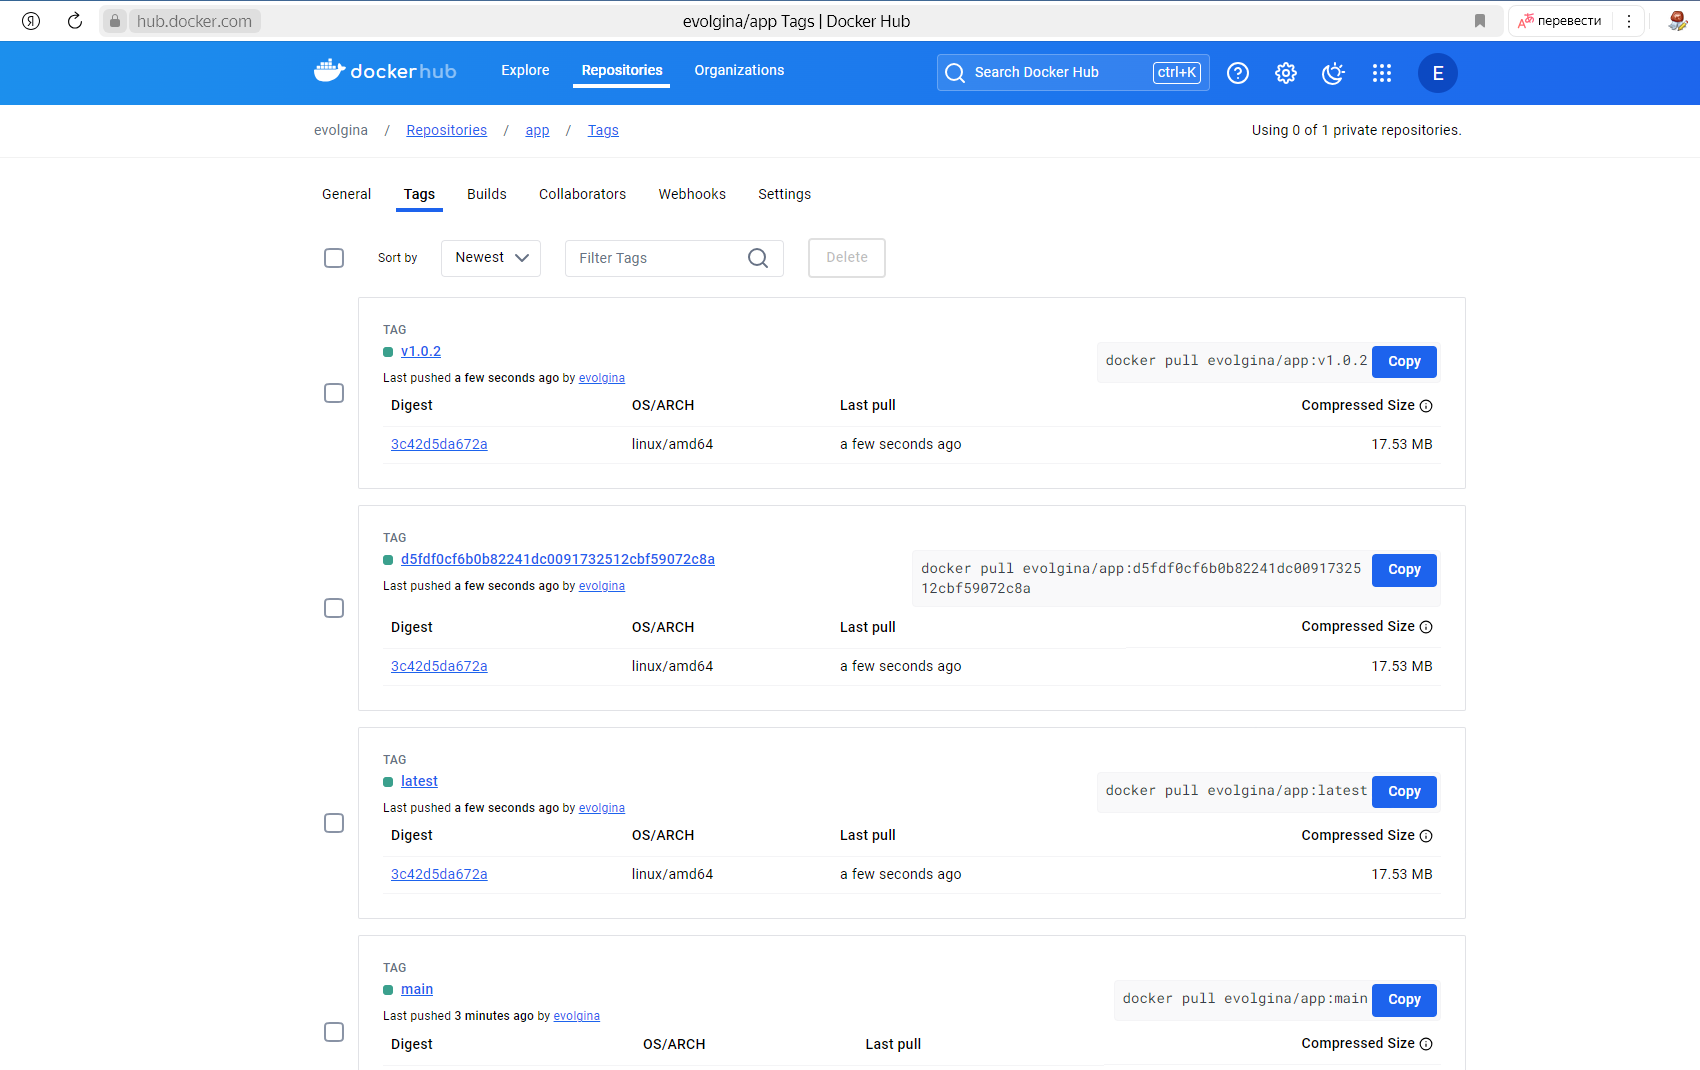 hub.docker.com evolgina/app Tags | Docker Hub перевести
dockerhub Explore Repositories Organizations Search Docker Hub ctrl+K E
evolgina / Repositories / app / Tags Using 0 of 1 private repositories.
General Tags Builds Collaborators Webhooks Settings
Sort by Newest Filter Tags Delete
TAG
v1.0.2
docker pull evolgina/app:v1.0.2 Copy
Last pushed a few seconds ago by evolgina
Digest OS/ARCH Last pull Compressed Size
3c42d5da672a linux/amd64 a few seconds ago 17.53 MB
TAG
d5fdf0cf6b0b82241dc0091732512cbf59072c8a
docker pull evolgina/app:d5fdf0cf6b0b82241dc00917325
12cbf59072c8a
Copy
Last pushed a few seconds ago by evolgina
Digest OS/ARCH Last pull Compressed Size
3c42d5da672a linux/amd64 a few seconds ago 17.53 MB
TAG
latest
docker pull evolgina/app:latest Copy
Last pushed a few seconds ago by evolgina
Digest OS/ARCH Last pull Compressed Size
3c42d5da672a linux/amd64 a few seconds ago 17.53 MB
TAG
main
docker pull evolgina/app:main Copy
Last pushed 3 minutes ago by evolgina
Digest OS/ARCH Last pull Compressed Size